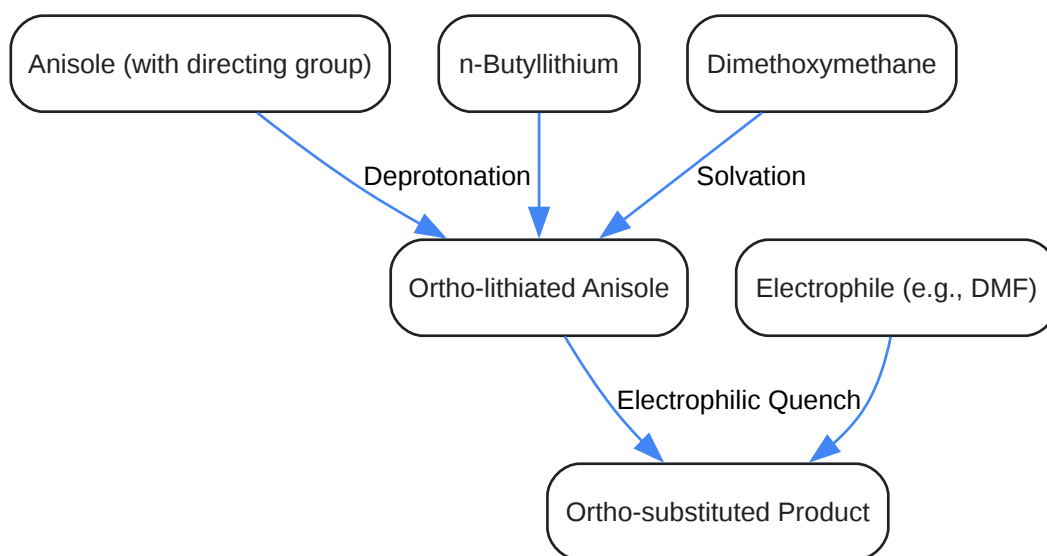 Anisole (with directing group)
n-Butyllithium
Dimethoxymethane
Deprotonation
Solvation
Ortho-lithiated Anisole
Electrophile (e.g., DMF)
Electrophilic Quench
Ortho-substituted Product